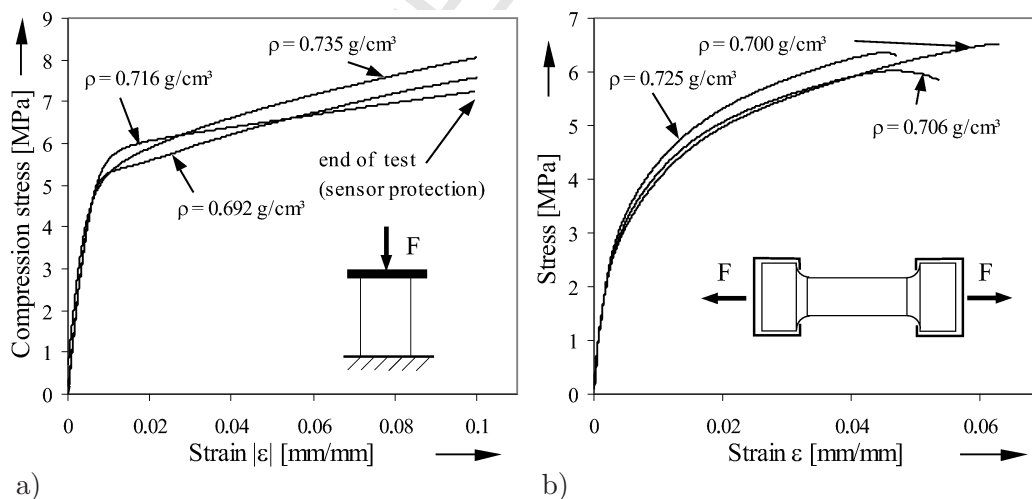 9
8
7
6
5
4
3
2
1
0
Compression stress [MPa]
ρ = 0.735 g/cm³
ρ = 0.716 g/cm³
end of test
(sensor protection)
ρ = 0.692 g/cm³
F
0 0.02 0.04 0.06 0.08 0.1
Strain |ε| [mm/mm]
a)
7
6
5
4
3
2
1
0
Stress [MPa]
ρ = 0.700 g/cm³
ρ = 0.725 g/cm³
ρ = 0.706 g/cm³
F F
0 0.02 0.04 0.06
Strain ε [mm/mm]
b)